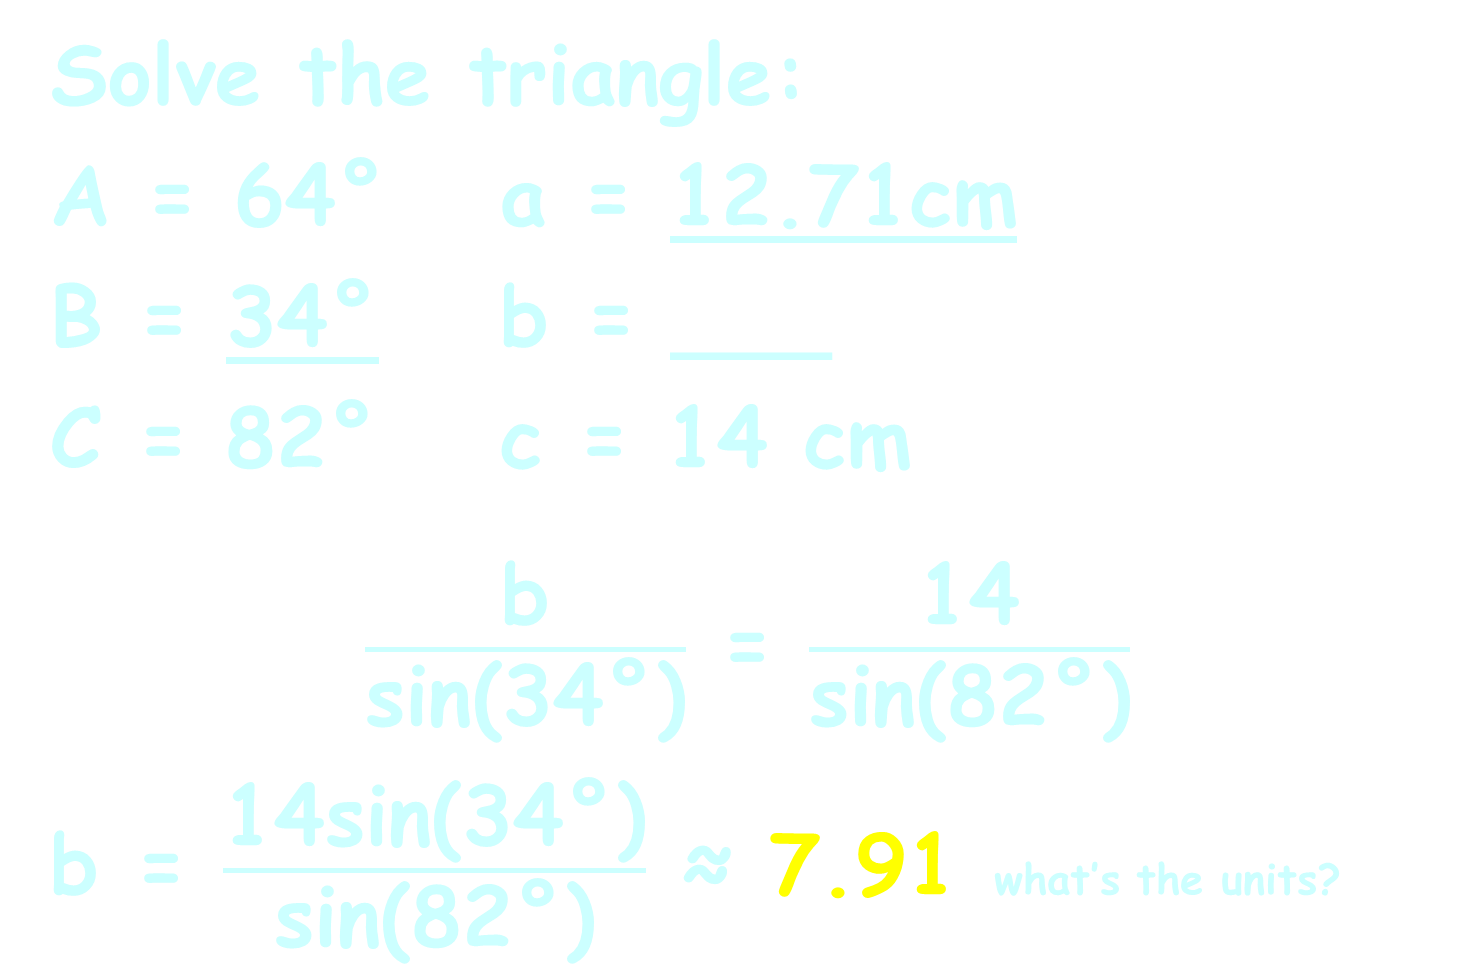 Solve the triangle:
A = 64° a = 12.71cm
B = 34° b = ____
C = 82° c = 14 cm
b 14
=
sin(34°) sin(82°)
14sin(34°)
b = ≈ 7.91 what's the units?
sin(82°)